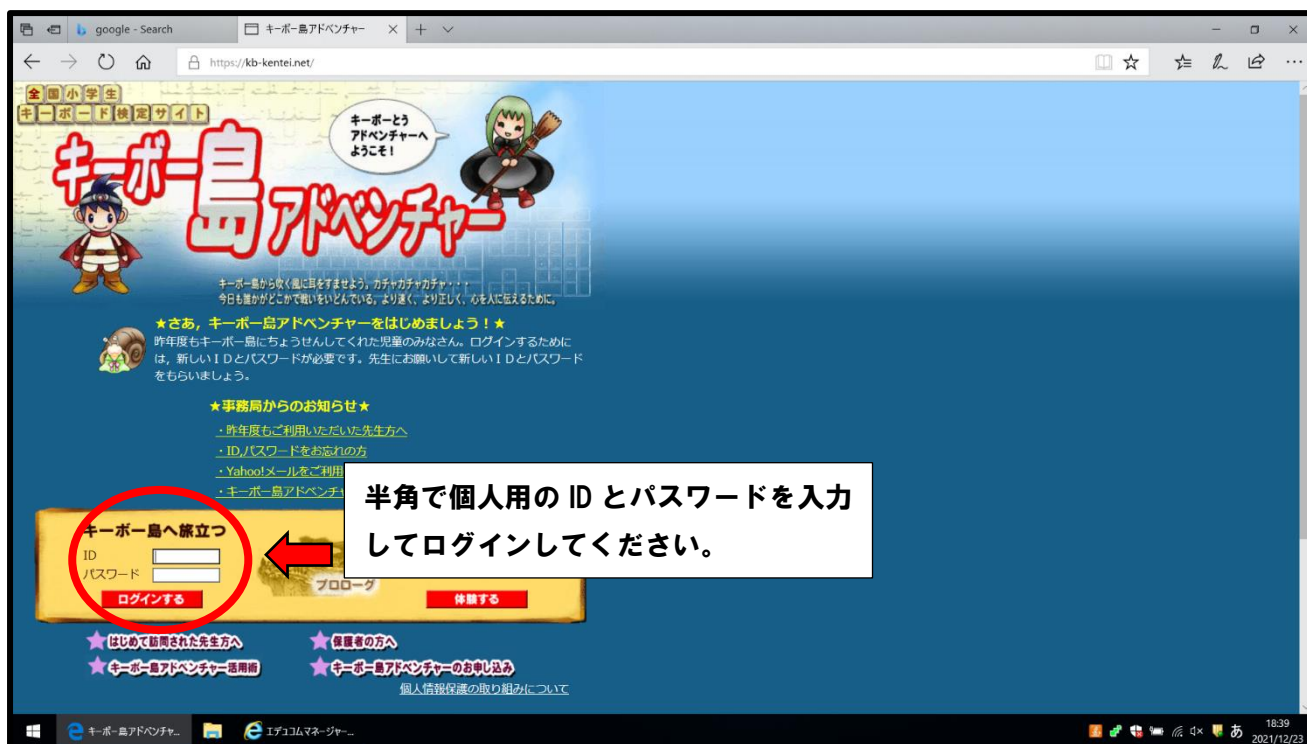 google - Search
キーボー島アドベンチャー
https://kb-kentei.net/
全国小学生
キーボード検定サイト
キーボー島アドベンチャー
キーボーとう
アドベンチャーへ
ようこそ!
キーボー島から吹く風に耳をすませよう。カチャカチャカチャ・・・
今日も誰かがどこかで戦いをいどんでいる。より速く、より正しく、心を人に伝えるために。
★さあ,キーボー島アドベンチャーをはじめましょう!★
昨年度もキーボー島にちょうせんしてくれた児童のみなさん。ログインするために
は,新しいIDとパスワードが必要です。先生にお願いして新しいIDとパスワード
をもらいましょう。
★事務局からのお知らせ★
・昨年度もご利用いただいた先生方へ
・ID,パスワードをお忘れの方
・Yahoo!メールをご利用
・キーボー島アドベンチ
半角で個人用の ID とパスワードを入力
してログインしてください。
キーボー島へ旅立つ
ID
パスワード
ログインする
プロローグ
体験する
はじめて訪問された先生方へ
保護者の方へ
キーボー島アドベンチャー活用術
キーボー島アドベンチャーのお申し込み
個人情報保護の取り組みについて
キーボー島アドベンチャ...
エデュコムマネージャー...
あ
18:39
2021/12/23